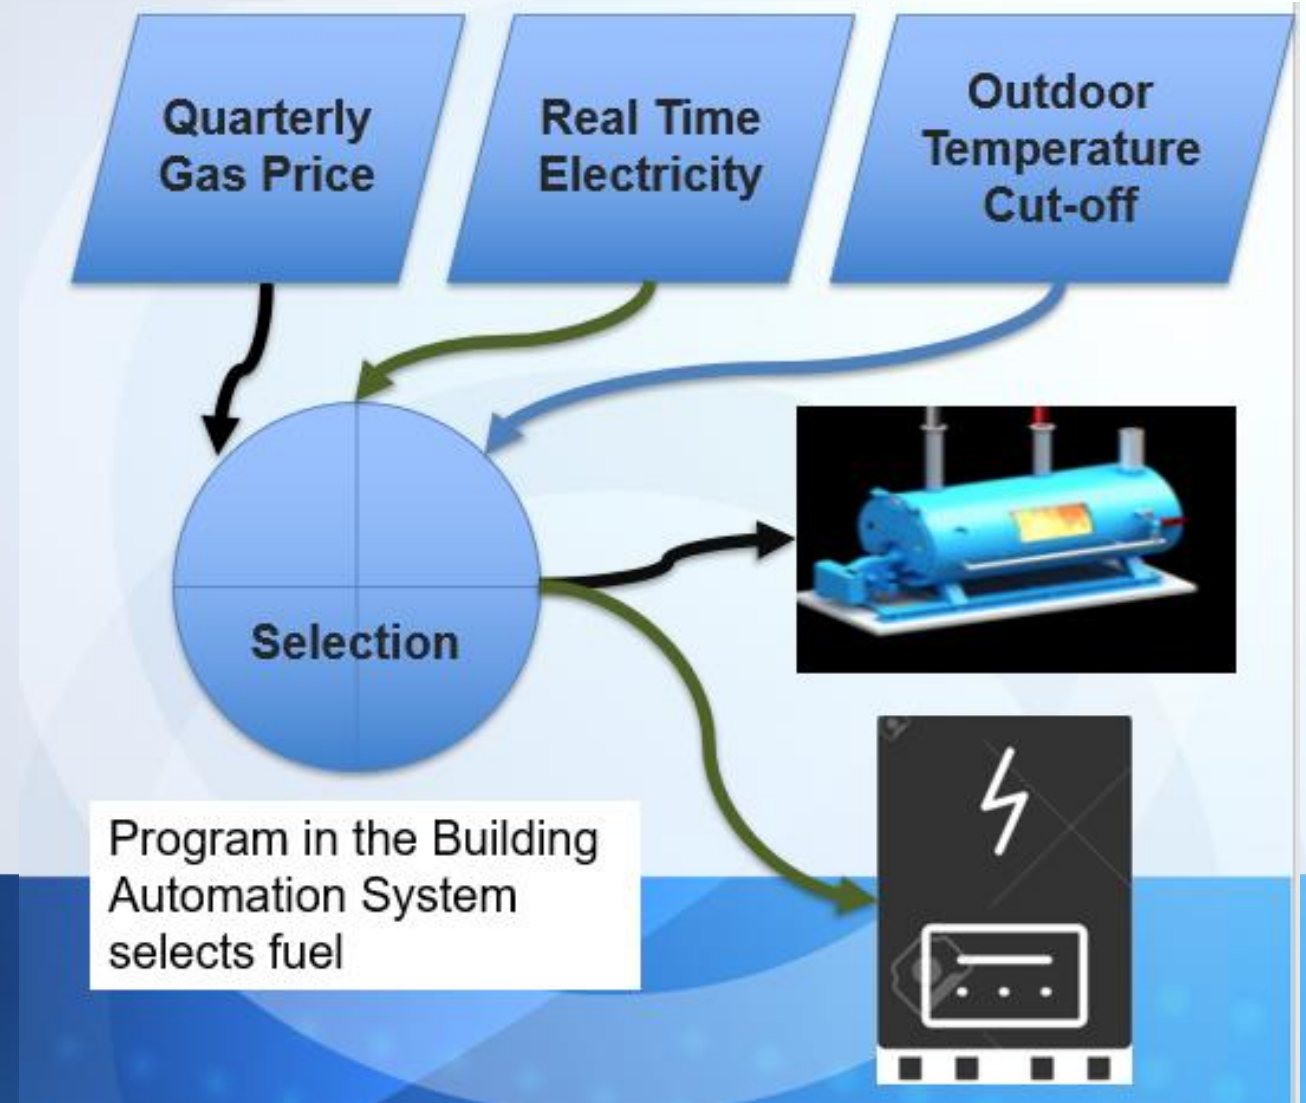 Quarterly
Gas Price
Real Time
Electricity
Outdoor
Temperature
Cut-off
Selection
Program in the Building
Automation System
selects fuel